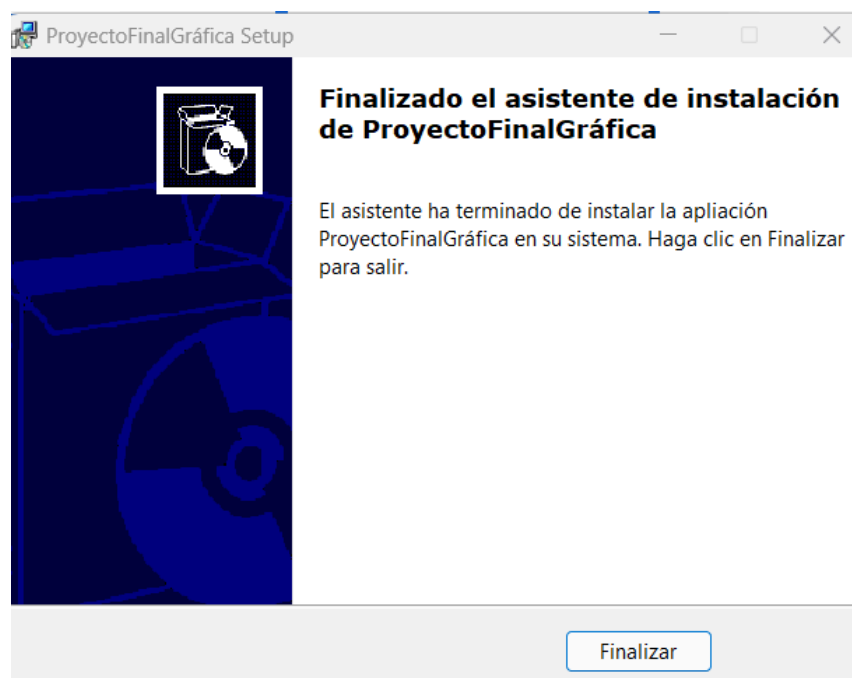 ProyectoFinalGráfica Setup
Finalizado el asistente de instalación
de ProyectoFinalGráfica
El asistente ha terminado de instalar la apliación
ProyectoFinalGráfica en su sistema. Haga clic en Finalizar
para salir.
Finalizar